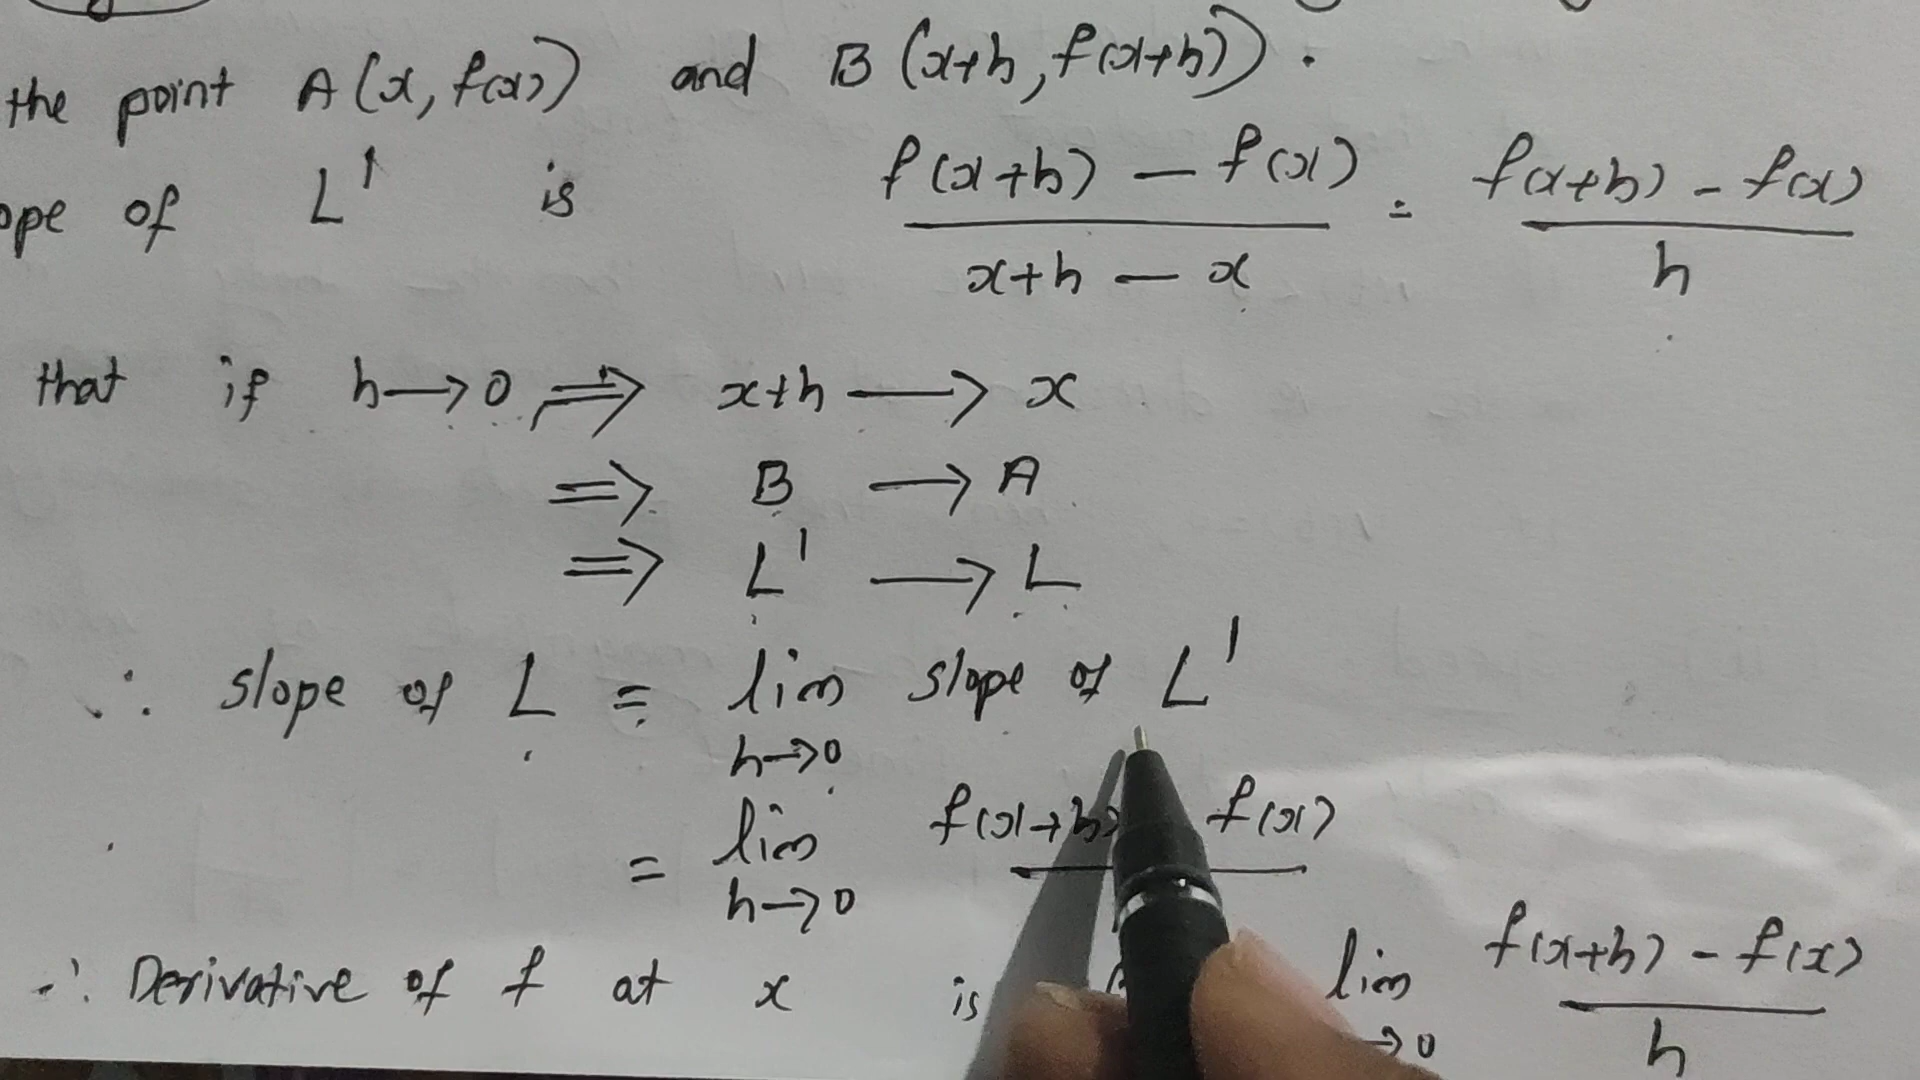 the point A(x, f(x)) and B (x+h, f(x+h)).
of L' is f(x+h) - f(x) / x+h - x = f(x+h) - f(x) / h
that if h→0 ⇒ x+h → x
⇒ B → A
⇒ L' → L
∴ slope of L = lim h→0 slope of L'
= lim h→0 f(x+h) f(x)
∴ Derivative of f at x is lim →0 f(x+h) - f(x) / h